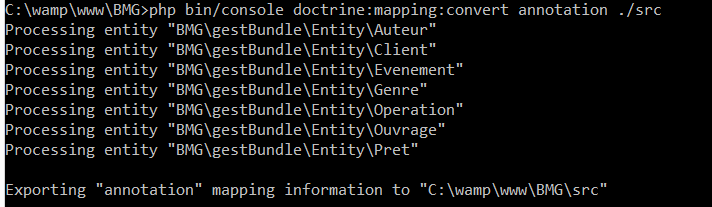 C:\wamp\www\BMG>php bin/console doctrine:mapping:convert annotation ./src
Processing entity "BMG\gestBundle\Entity\Auteur"
Processing entity "BMG\gestBundle\Entity\Client"
Processing entity "BMG\gestBundle\Entity\Evenement"
Processing entity "BMG\gestBundle\Entity\Genre"
Processing entity "BMG\gestBundle\Entity\Operation"
Processing entity "BMG\gestBundle\Entity\Ouvrage"
Processing entity "BMG\gestBundle\Entity\Pret"
Exporting "annotation" mapping information to "C:\wamp\www\BMG\src"